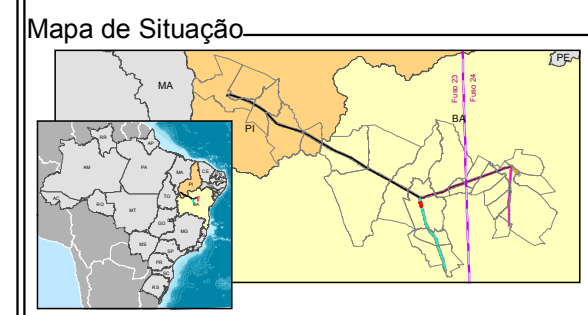 Mapa de Situação
PE
MA
Fuso 23
Fuso 24
BA
PI
RR
AP
AM
PA
MA
CE
PI
AC
TO
RO
BA
MT
GO
MG
MS
SP
PR
SC
RS